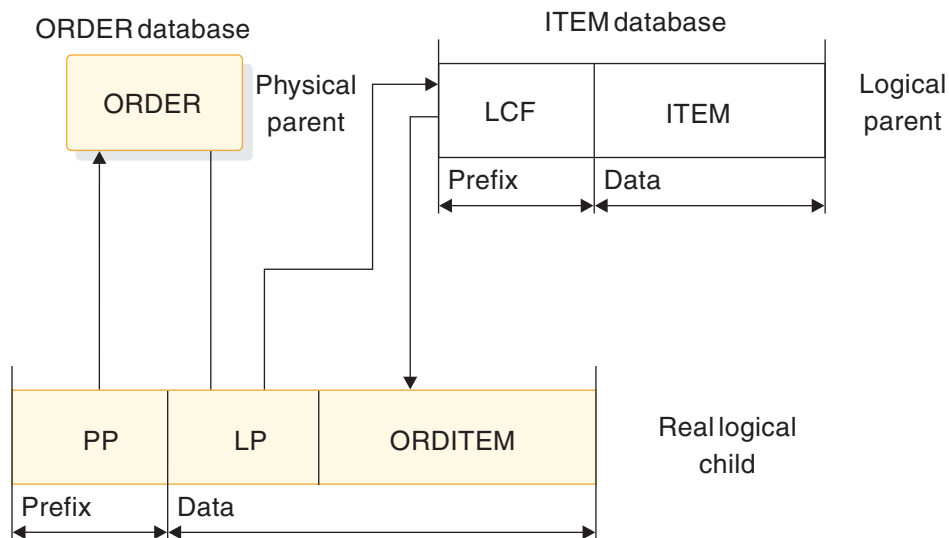 ORDER database
ITEM database
ORDER
Physical
parent
LCF
ITEM
Logical
parent
Prefix
Data
PP
LP
ORDITEM
Real logical
child
Prefix
Data